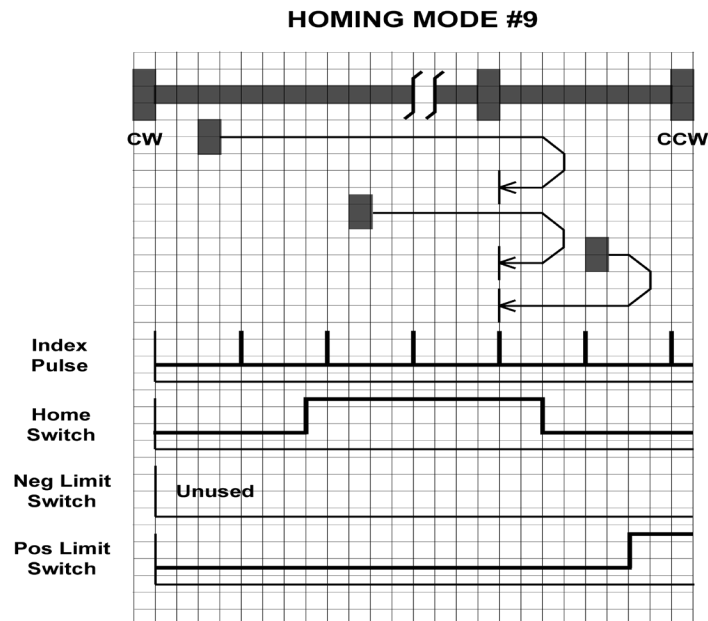 HOMING MODE #9
CW
CCW
Index
Pulse
Home
Switch
Neg Limit
Switch
Unused
Pos Limit
Switch